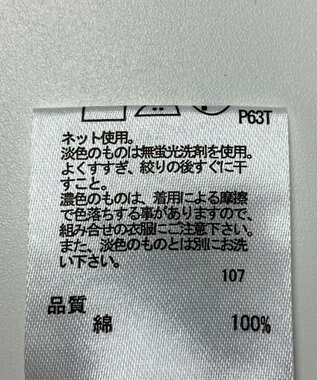 P63T
ネット使用。
淡色のものは無蛍光洗剤を使用。
よくすすぎ、絞りの後すぐに干
すこと。
濃色のものは、着用による摩擦
で色落ちする事がありますので、
組み合せの衣服にご注意下さい。
また、淡色のものとは別にお洗
い下さい。
107
品質
綿 100%